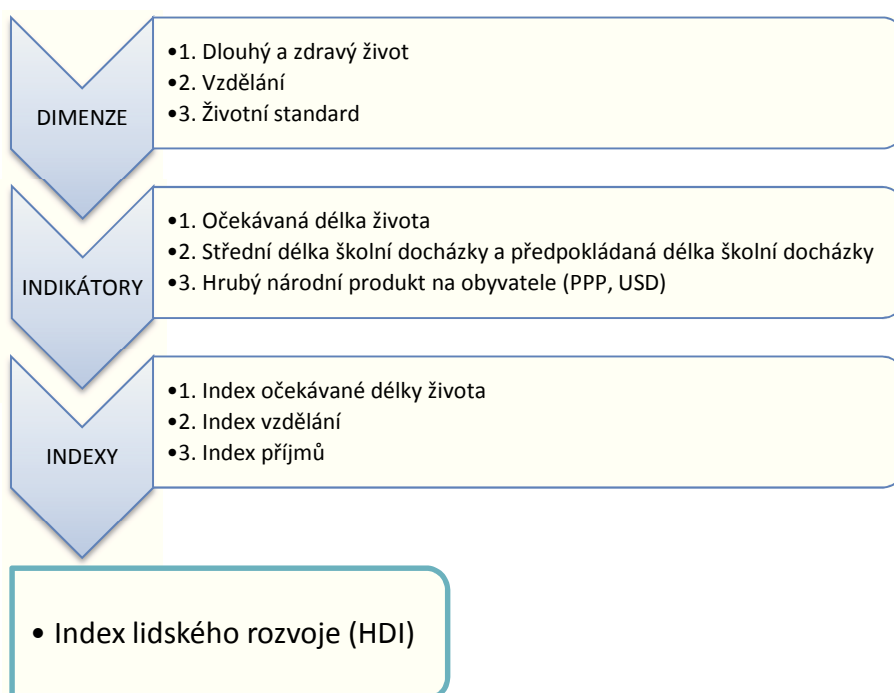 DIMENZE
•1. Dlouhý a zdravý život
•2. Vzdělání
•3. Životní standard
INDIKÁTORY
•1. Očekávaná délka života
•2. Střední délka školní docházky a předpokládaná délka školní docházky
•3. Hrubý národní produkt na obyvatele (PPP, USD)
INDEXY
•1. Index očekávané délky života
•2. Index vzdělání
•3. Index příjmů
• Index lidského rozvoje (HDI)